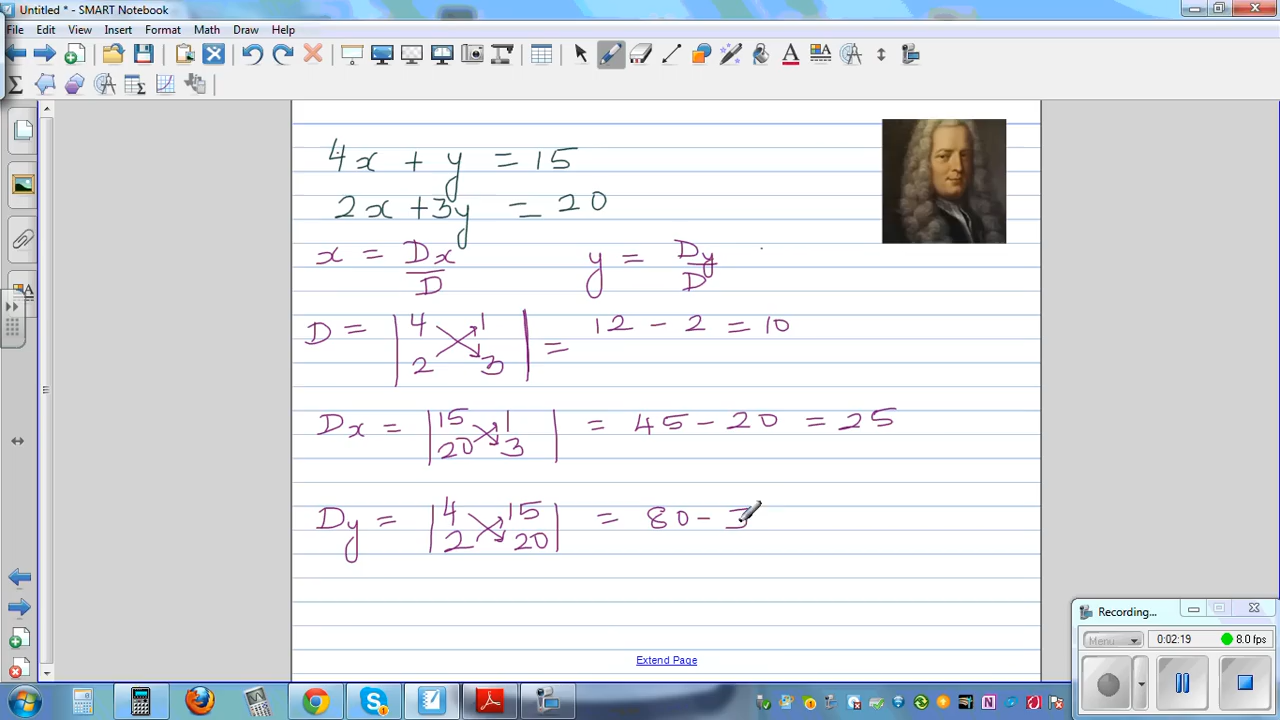 Untitled * - SMART Notebook
File Edit View Insert Format Math Draw Help
4x + y = 15
2x + 3y = 20
x = Dx/D y = Dy/D
D = |4 1| = 12 - 2 = 10
|2 3|
Dx = |15 1| = 45 - 20 = 25
|20 3|
Dy = |4 15| = 80 - 3
|2 20|
Extend Page
Recording...
Menu
0:02:19 8.0 fps